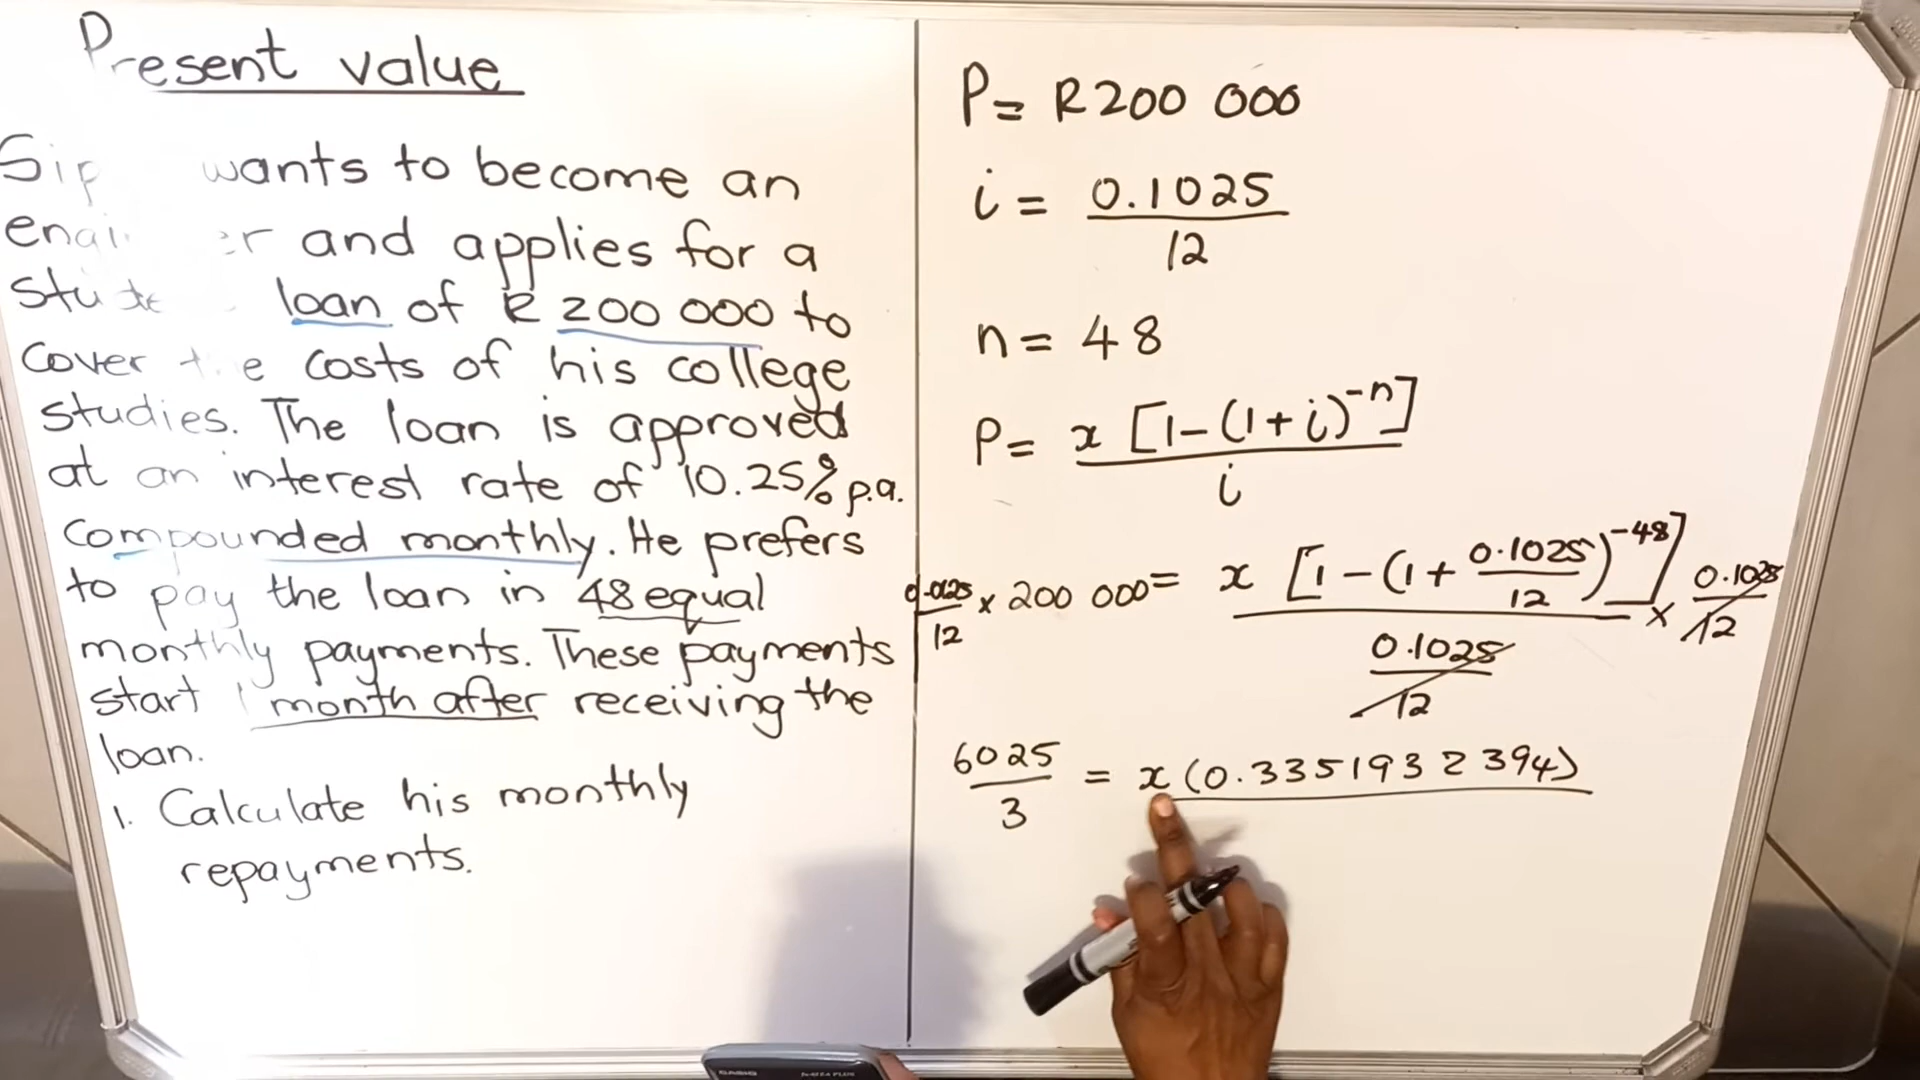 Present value
wants to become an
and applies for a
loan of R 200 000 to
cover the costs of his college
studies. The loan is approved
at an interest rate of 10.25% p.a.
compounded monthly. He prefers
to pay the loan in 48 equal
monthly payments. These payments
start 1 month after receiving the
loan.
1. Calculate his monthly
repayments.
P = R200 000
i = 0.1025/12
n = 48
P = x [1-(1+i)^-n] / i
× 200 000 = x [1-(1+ 0.1025/12)^-48] / (0.1025/12) × 0.1025/12
6025/3 = x (0.3351932394)
CASIO